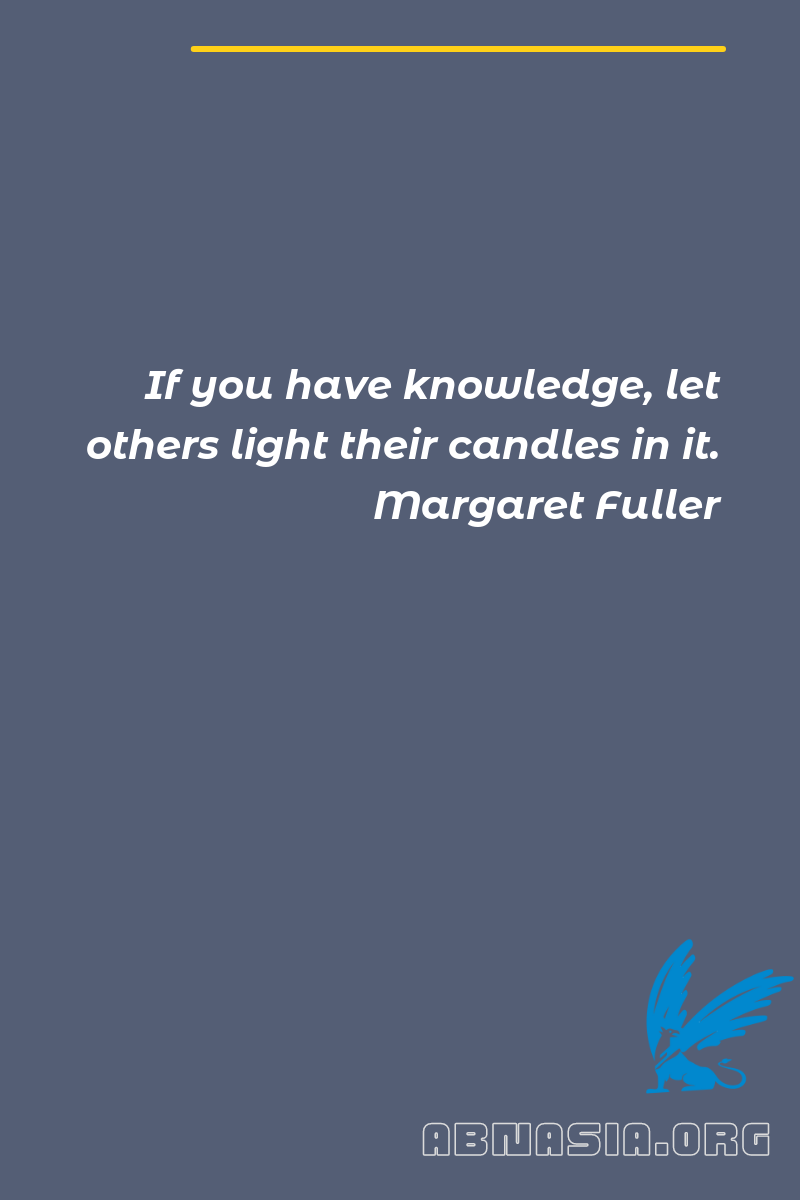 If you have knowledge, let
others light their candles in it.
Margaret Fuller
ABNASIA.ORG